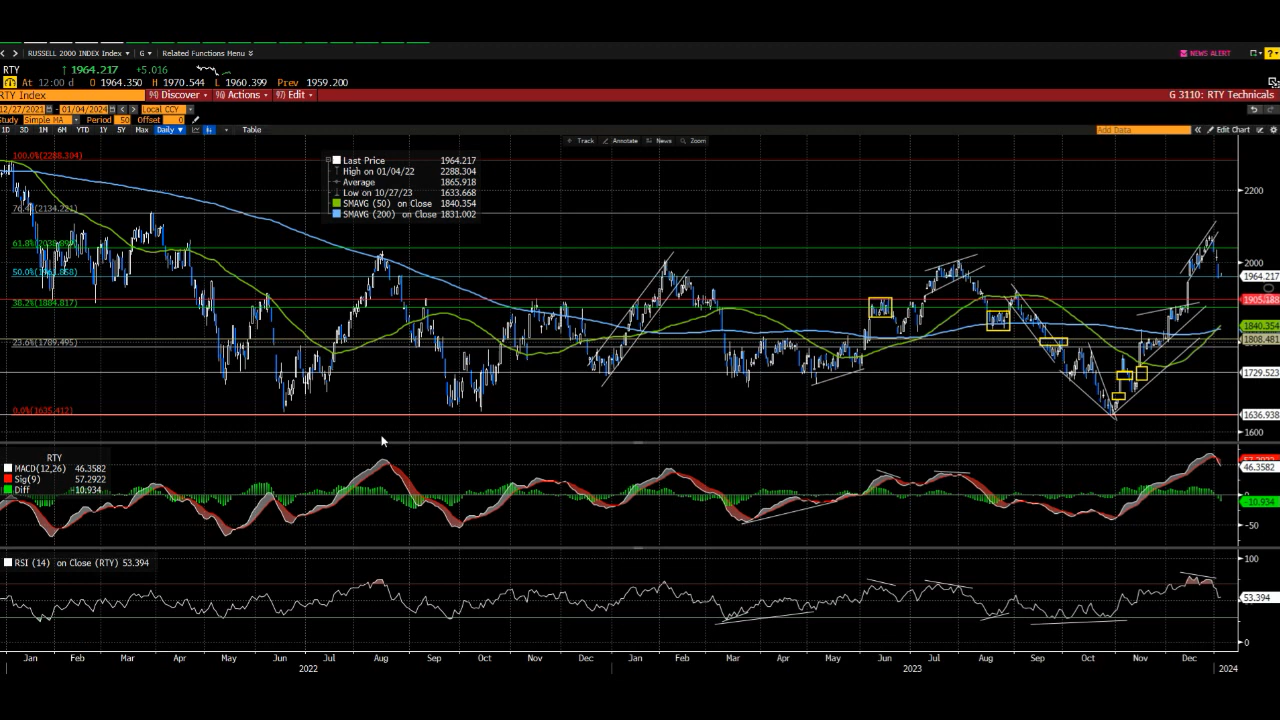 RUSSELL 2000 INDEX Index G Related Functions Menu NEWS ALERT
RTY ↑ 1964.217 +5.016
At 12:00 d O 1964.350 H 1970.544 L 1960.399 Prev 1959.200
RTY Index 94) Discover 95) Actions 97) Edit G 3110: RTY Technicals
12/27/2021 - 01/04/2024 Local CCY
Study Simple MA Period 50 Offset 0
1D 3D 1M 6M YTD 1Y 5Y Max Daily ▼ Table Add Data Edit Chart
Track Annotate News Zoom
100.0%(2288.304)
Last Price 1964.217
High on 01/04/22 2288.304
Average 1865.918
Low on 10/27/23 1633.668
SMAVG (50) on Close 1840.354
SMAVG (200) on Close 1831.002
2200
76.4%(2134.221)
2000
50.0%(1961.858)
1964.217
1905.188
38.2%(1884.817)
1840.354
1808.481
23.6%(1789.495)
1729.523
0.0%(1635.412)
1636.938
1600
RTY
MACD(12,26) 46.3582
Sig(9) 57.2922
Diff -10.934
57.2922
46.3582
0
-10.934
-50
RSI (14) on Close (RTY) 53.394
100
53.394
50
0
Jan Feb Mar Apr May Jun Jul Aug Sep Oct Nov Dec Jan Feb Mar Apr May Jun Jul Aug Sep Oct Nov Dec
2022 2023 2024